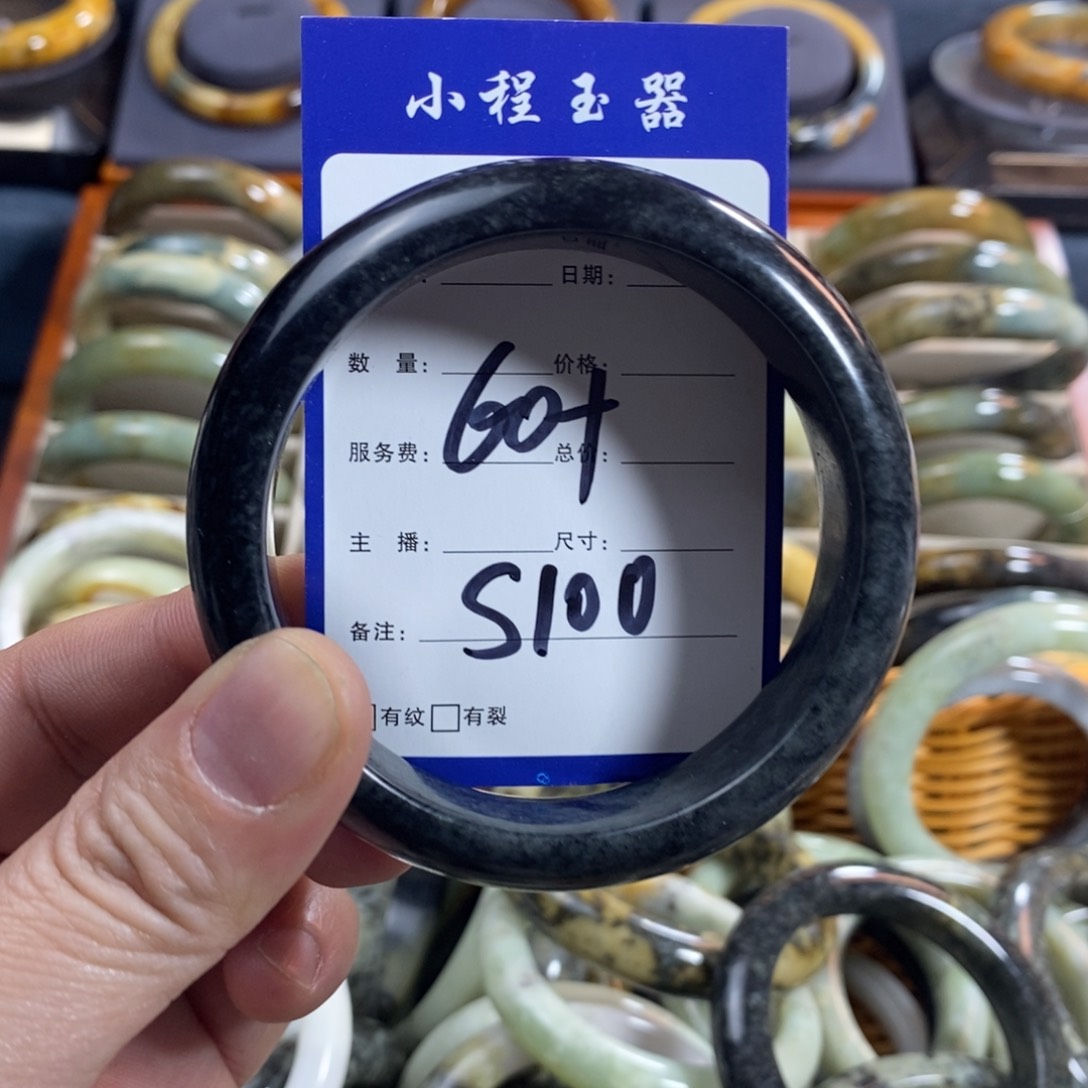 小程玉器
日期：
数 量： 价格：
60+
服务费： 总价：
主 播： 尺寸：
S100
备注：
有纹 有裂